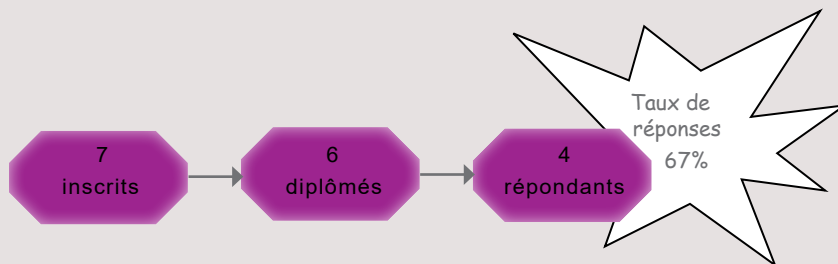 7
inscrits
6
diplômés
4
répondants
Taux de
réponses
67%